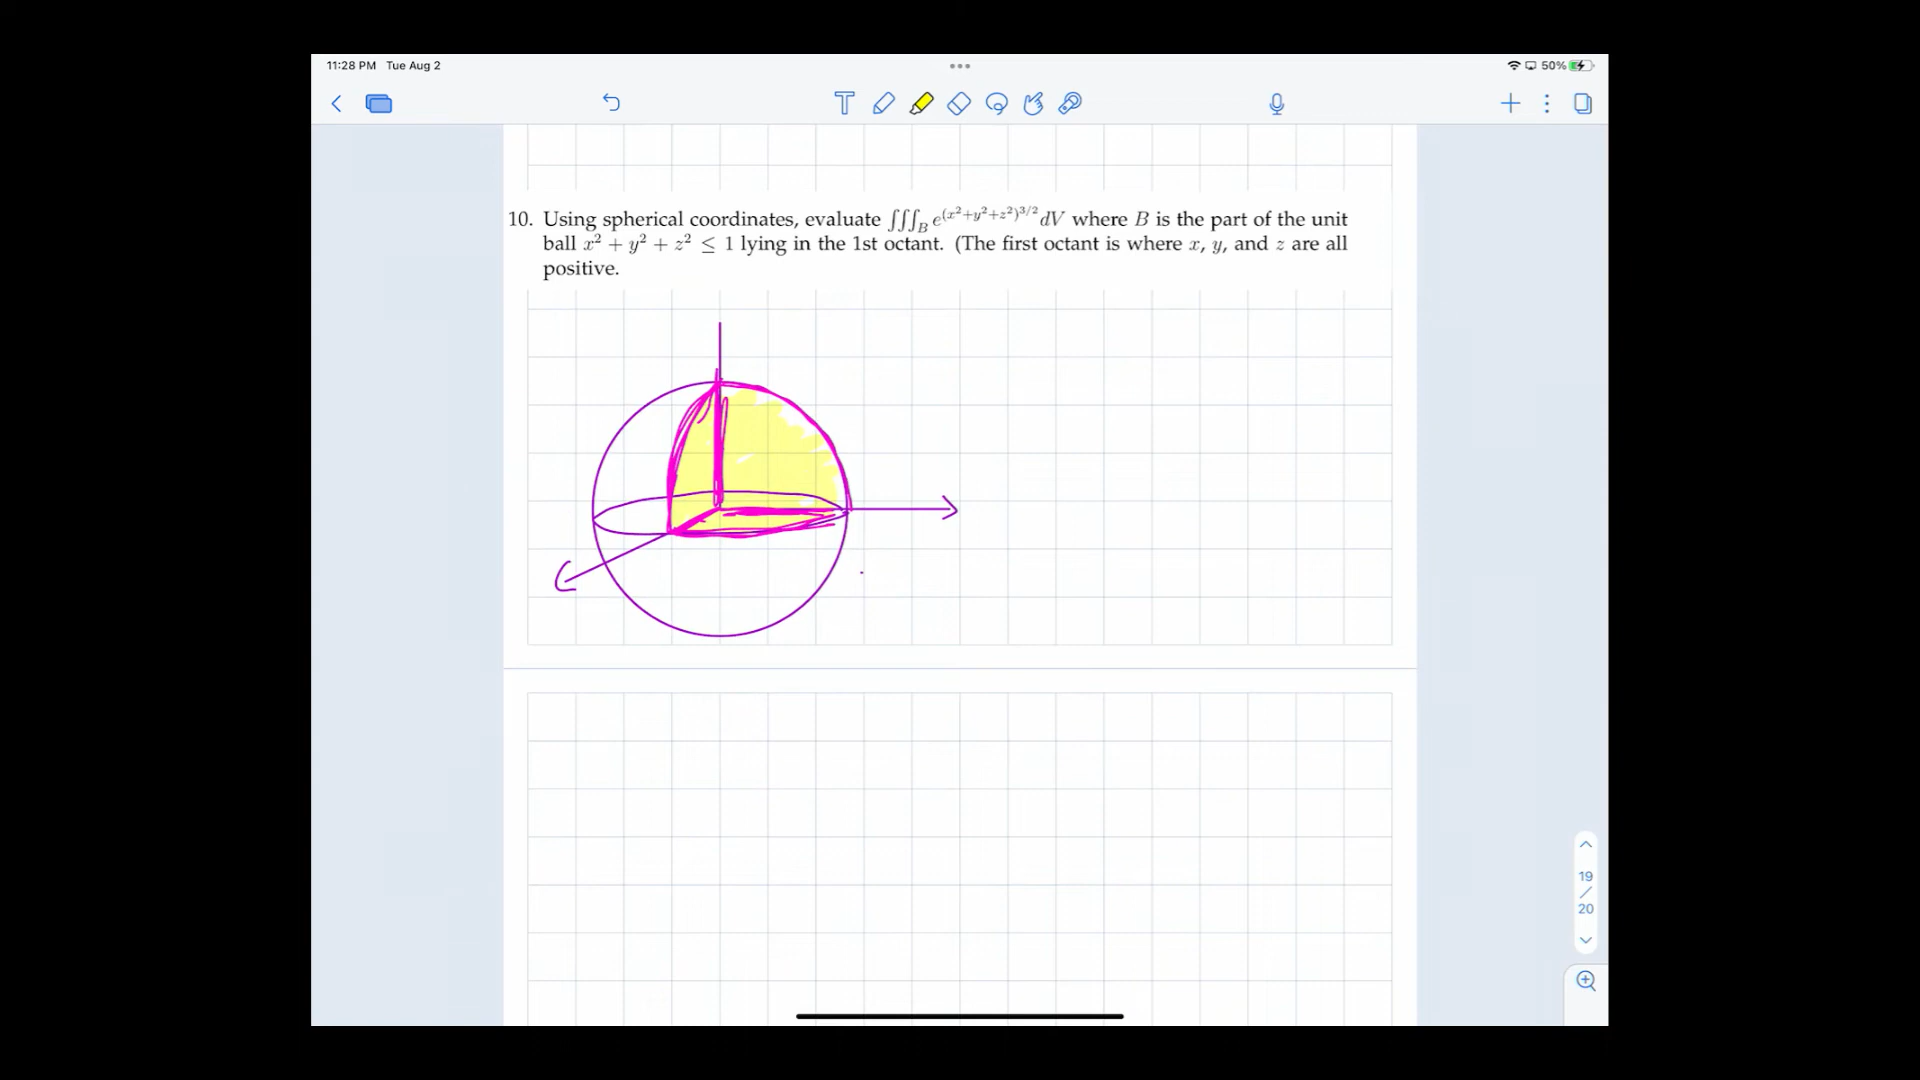 11:28 PM Tue Aug 2
50%
10. Using spherical coordinates, evaluate ∭_B e^{(x²+y²+z²)^{3/2}} dV where B is the part of the unit
ball x² + y² + z² ≤ 1 lying in the 1st octant. (The first octant is where x, y, and z are all
positive.
19
/
20